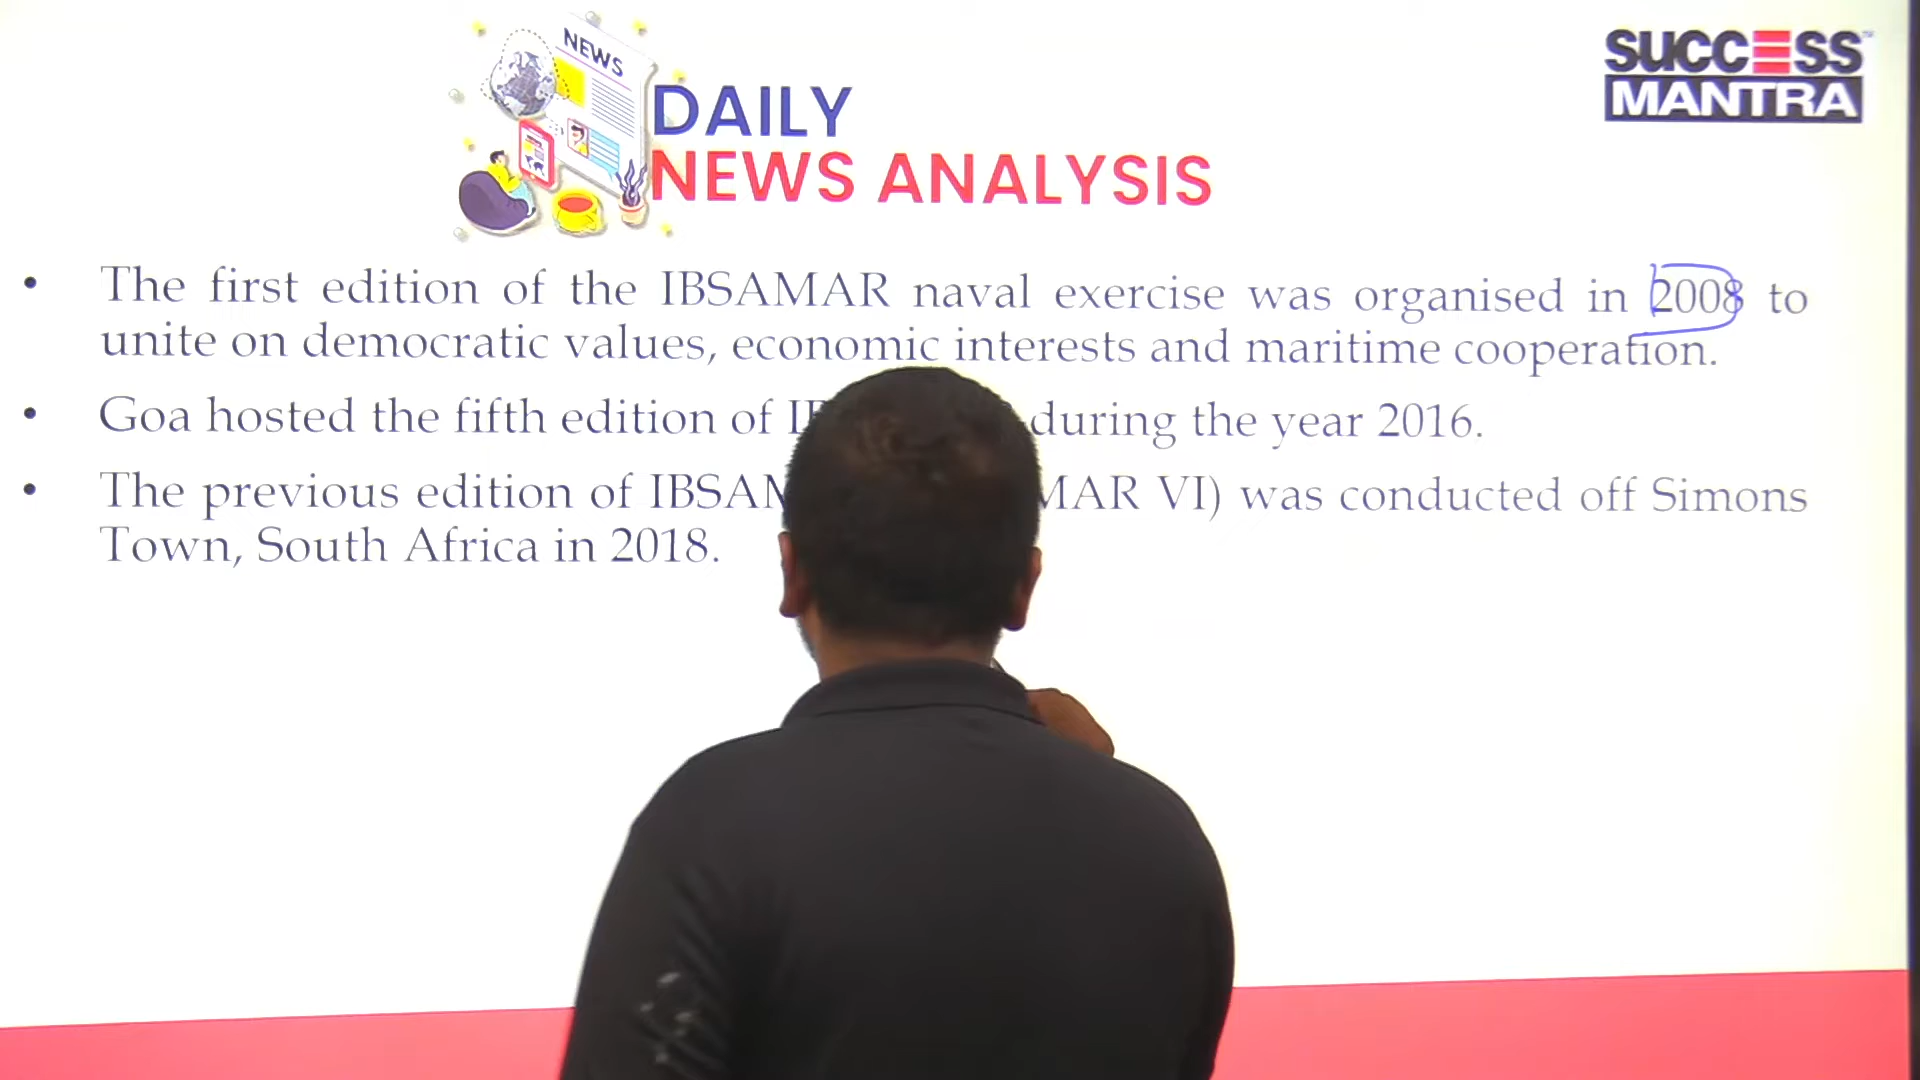 NEWS
DAILY
NEWS ANALYSIS
SUCCESS
MANTRA
• The first edition of the IBSAMAR naval exercise was organised in 2008 to
unite on democratic values, economic interests and maritime cooperation.
• Goa hosted the fifth edition of during the year 2016.
• The previous edition of VI) was conducted off Simons
Town, South Africa in 2018.